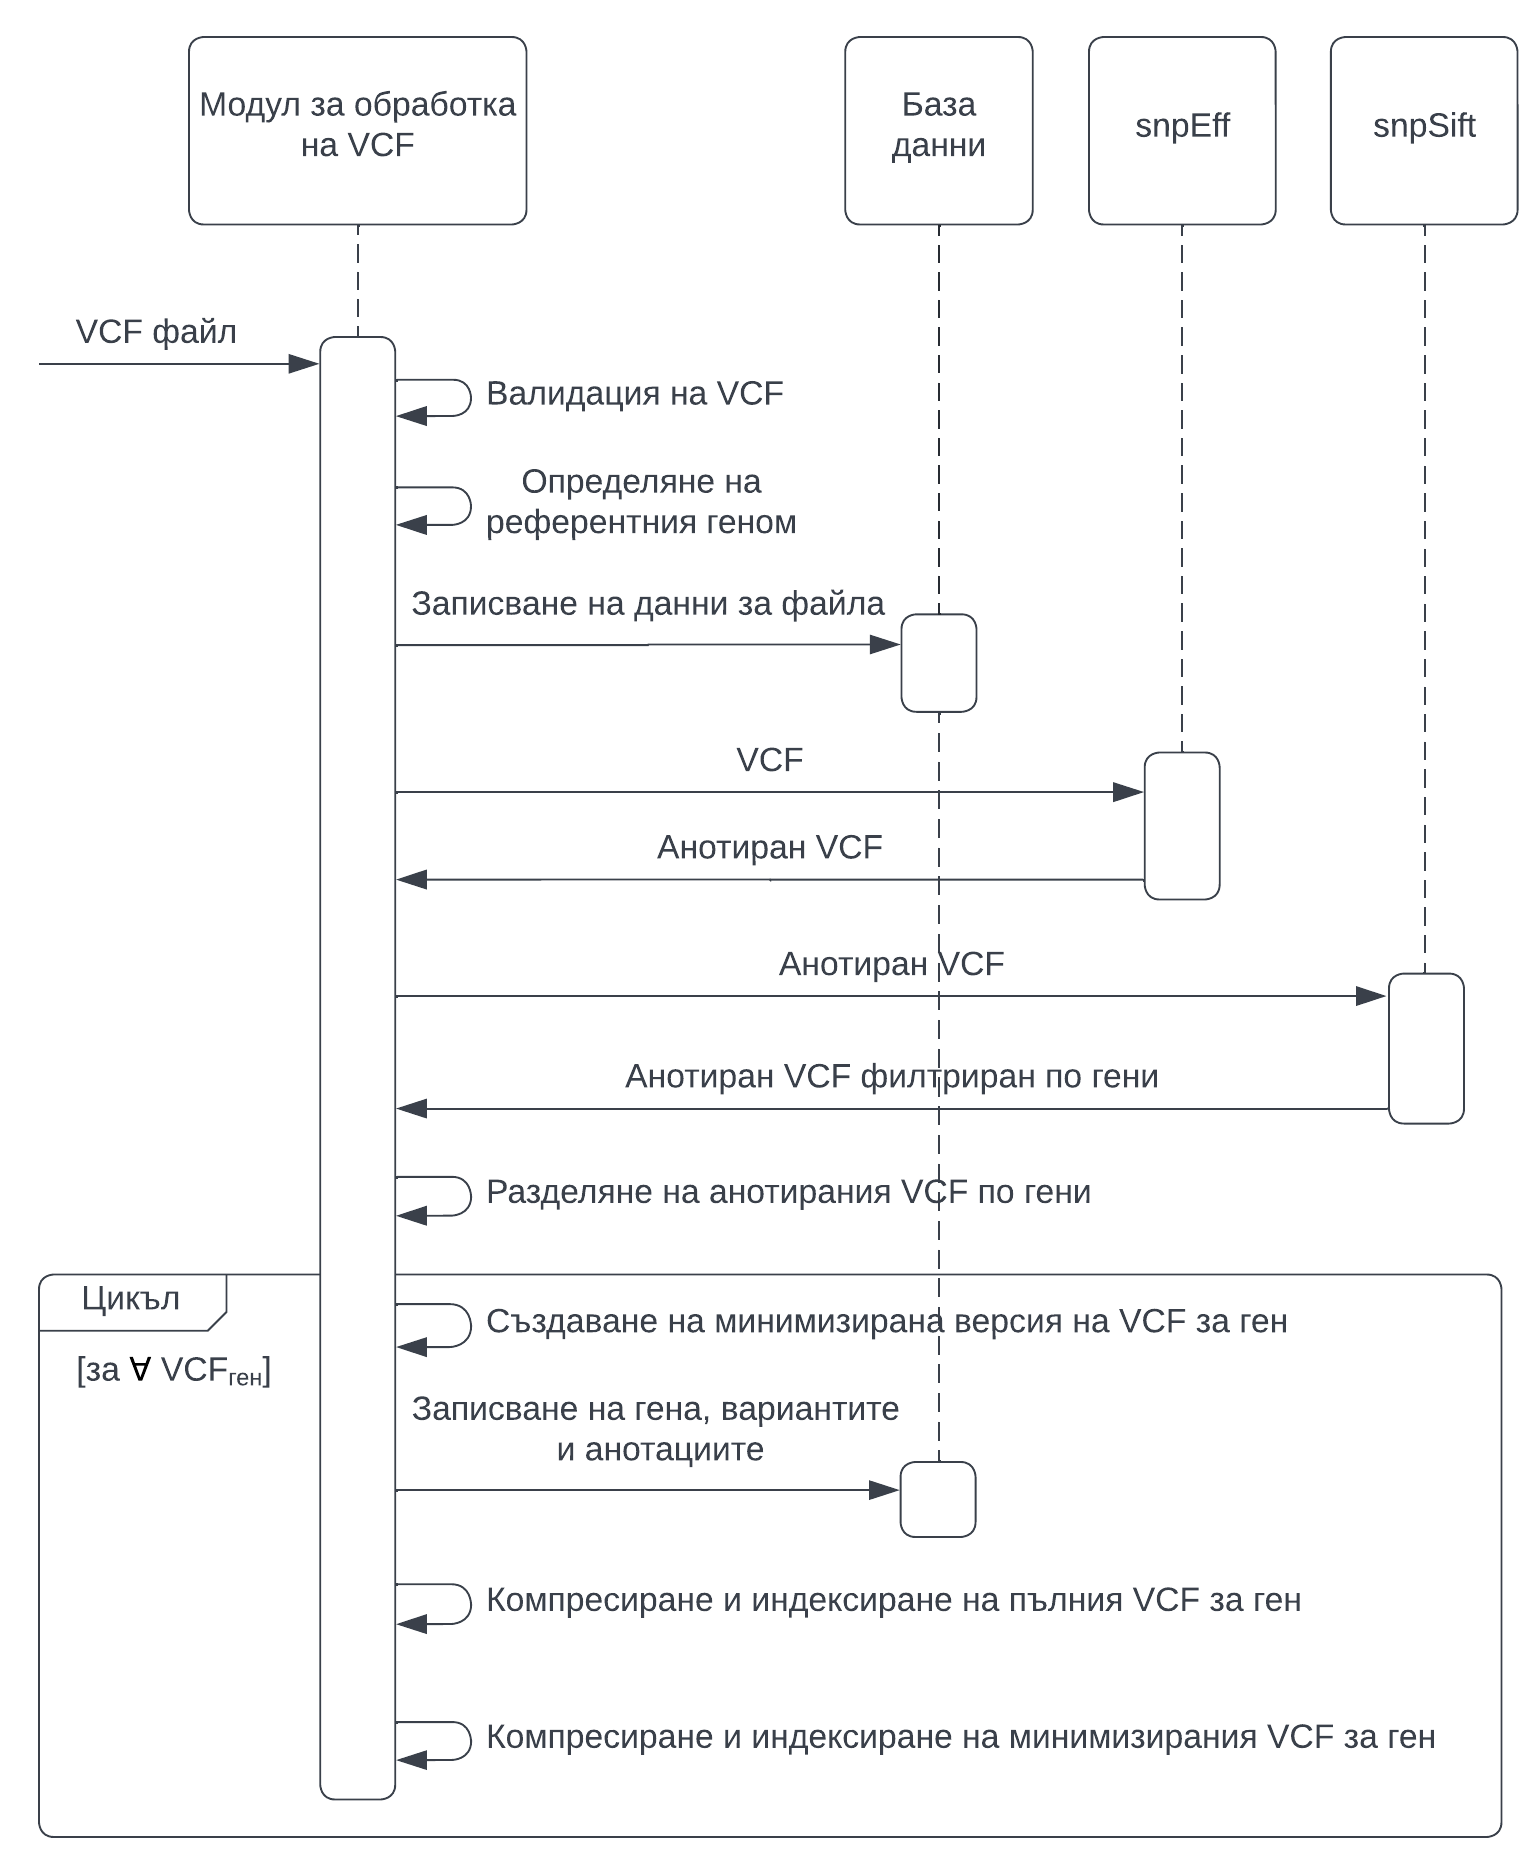 Модул за обработка
на VCF
База
данни
snpEff
snpSift
VCF файл
Валидация на VCF
Определяне на
референтния геном
Записване на данни за файла
VCF
Анотиран VCF
Анотиран VCF
Анотиран VCF филтриран по гени
Разделяне на анотирания VCF по гени
Цикъл
Създаване на минимизирана версия на VCF за ген
[за ∀ VCFген]
Записване на гена, вариантите
и анотациите
Компресиране и индексиране на пълния VCF за ген
Компресиране и индексиране на минимизирания VCF за ген